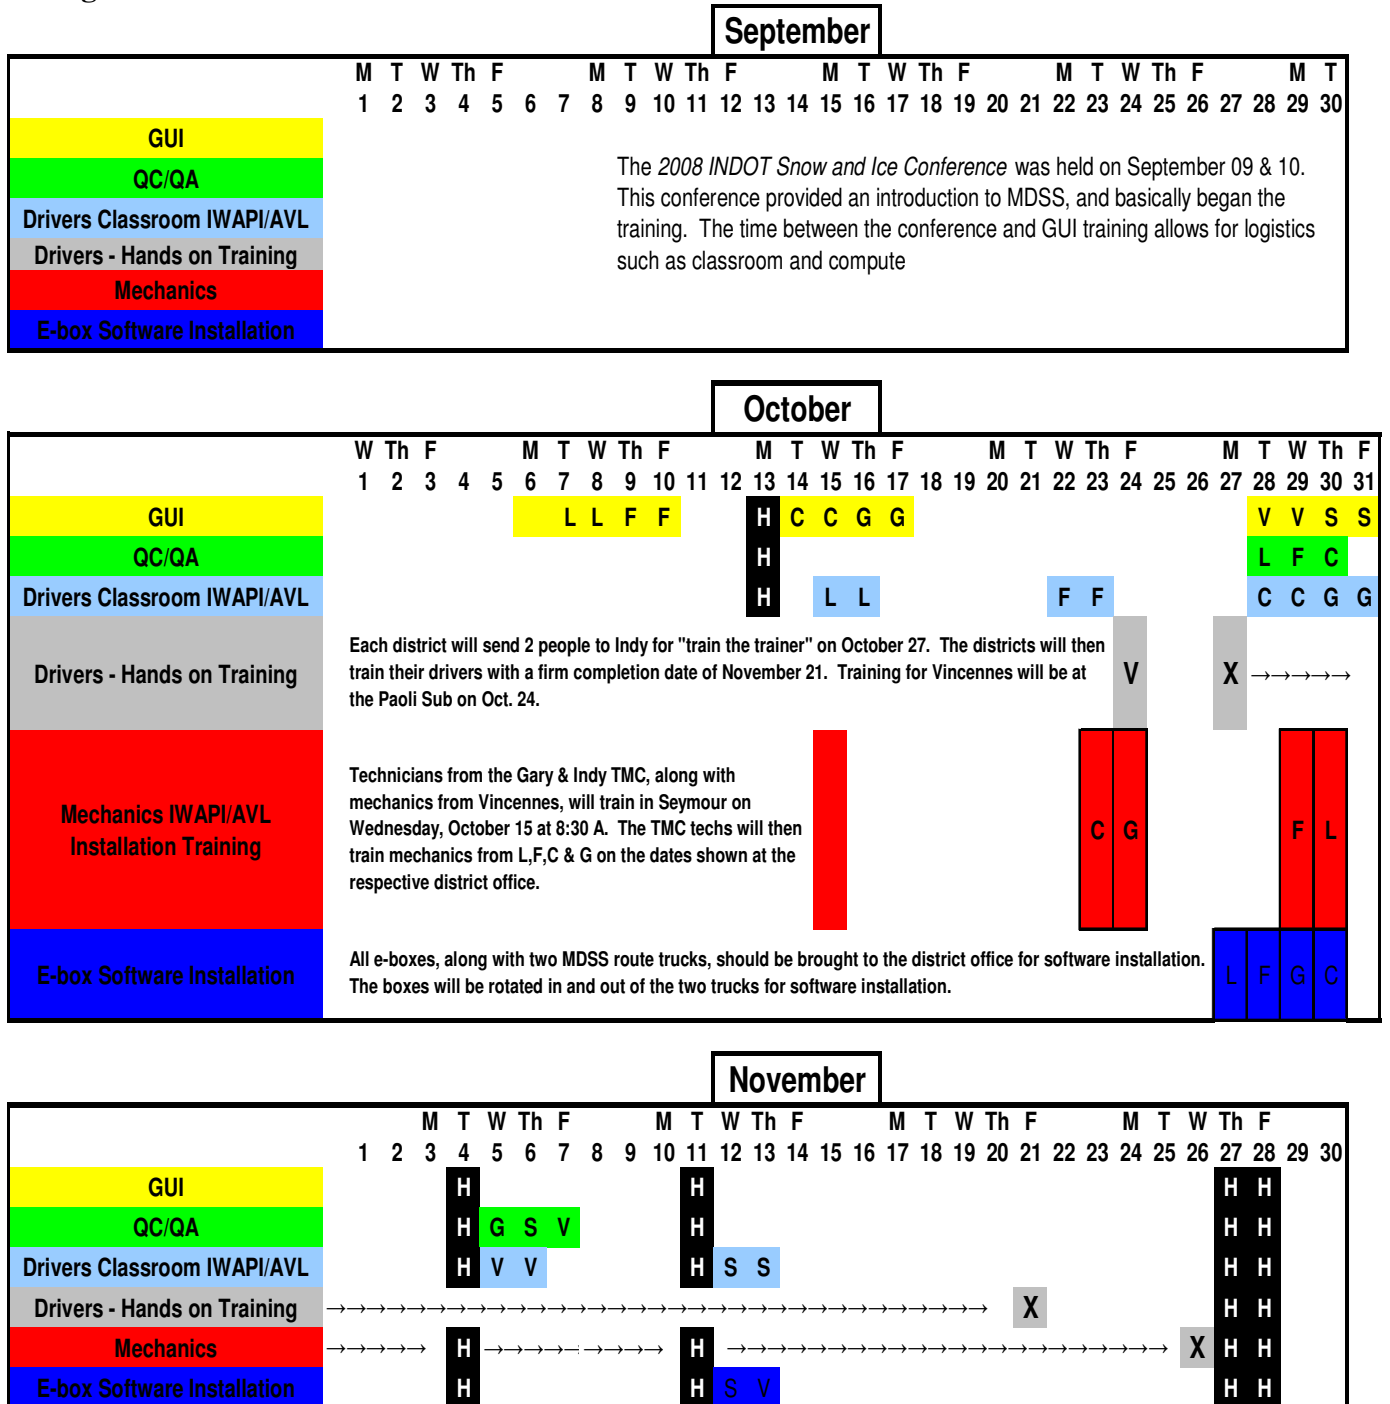 September
M T W Th F M T W Th F M T W Th F M T W Th F M T
1 2 3 4 5 6 7 8 9 10 11 12 13 14 15 16 17 18 19 20 21 22 23 24 25 26 27 28 29 30
GUI
QC/QA
Drivers Classroom IWAPI/AVL
Drivers - Hands on Training
Mechanics
E-box Software Installation
The 2008 INDOT Snow and Ice Conference was held on September 09 & 10.
This conference provided an introduction to MDSS, and basically began the
training. The time between the conference and GUI training allows for logistics
such as classroom and compute
October
W Th F M T W Th F M T W Th F M T W Th F M T W Th F
1 2 3 4 5 6 7 8 9 10 11 12 13 14 15 16 17 18 19 20 21 22 23 24 25 26 27 28 29 30 31
GUI L L F F H C C G G V V S S
QC/QA H L F C
Drivers Classroom IWAPI/AVL H L L F F C C G G
Drivers - Hands on Training
Each district will send 2 people to Indy for "train the trainer" on October 27. The districts will then
train their drivers with a firm completion date of November 21. Training for Vincennes will be at
the Paoli Sub on Oct. 24.
V X →→→→→
Mechanics IWAPI/AVL
Installation Training
Technicians from the Gary & Indy TMC, along with
mechanics from Vincennes, will train in Seymour on
Wednesday, October 15 at 8:30 A. The TMC techs will then
train mechanics from L,F,C & G on the dates shown at the
respective district office.
C G F L
E-box Software Installation
All e-boxes, along with two MDSS route trucks, should be brought to the district office for software installation.
The boxes will be rotated in and out of the two trucks for software installation.
L F G C
November
M T W Th F M T W Th F M T W Th F M T W Th F
1 2 3 4 5 6 7 8 9 10 11 12 13 14 15 16 17 18 19 20 21 22 23 24 25 26 27 28 29 30
GUI H H H H
QC/QA H G S V H H H
Drivers Classroom IWAPI/AVL H V V H S S H H
Drivers - Hands on Training →→→→→→→→→→→→→→→→→→→→→→→→→→→→→→→→→ X H H
Mechanics →→→→→ H →→→→→→→→→ H →→→→→→→→→→→→→→→→→→→→→→ X H H
E-box Software Installation H H S V H H